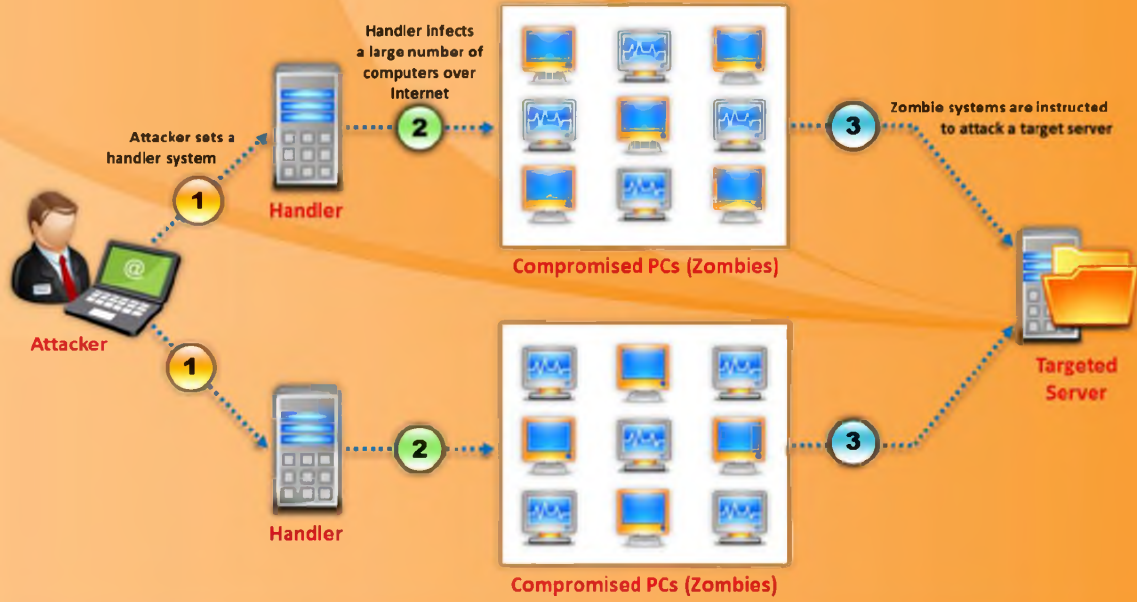 Handler infects
a large number of
computers over
Internet
Attacker sets a
handler system
1
2
3
Zombie systems are instructed
to attack a target server
Handler
@
Attacker
Compromised PCs (Zombies)
Targeted
Server
1
2
3
Handler
Compromised PCs (Zombies)